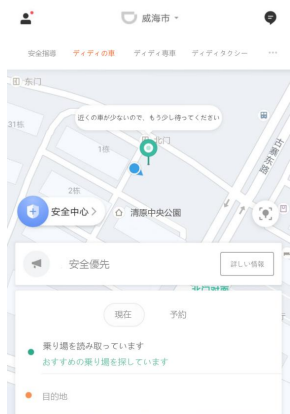 威海市
安全指導 ディディの車 ディディ専車 ディディタクシー ...
田 东门
31栋
近くの車が少ないので、もう少し待ってください
北门
1栋
古寨东路
2栋
安全中心 >
清原中央公園
安全優先
詳しい情報
现在 予約
乗り場を読み取っています
おすすめの乗り場を探しています
目的地